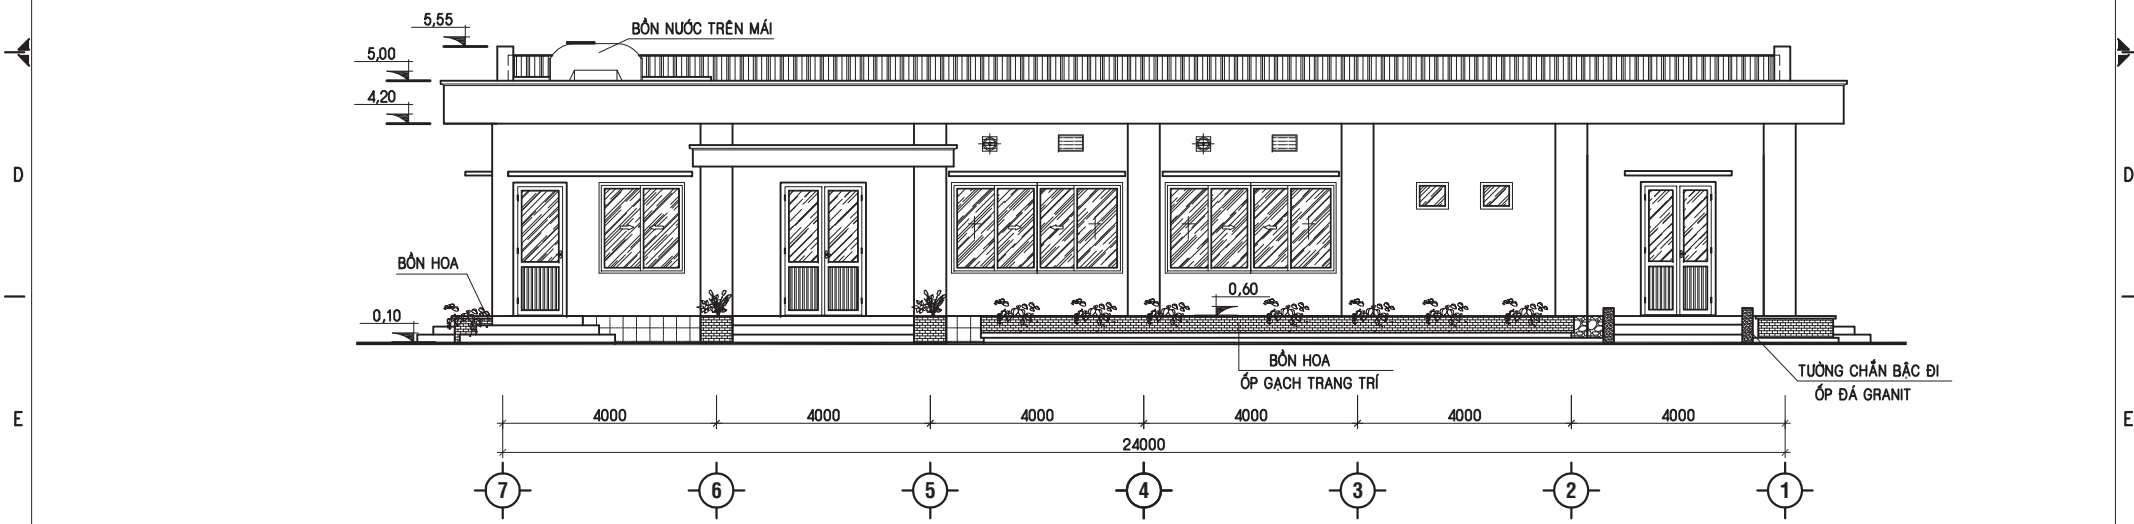 5,55
BỒN NƯỚC TRÊN MÁI
5,00
4,20
D
D
BỒN HOA
0,60
0,10
BỒN HOA
ỐP GẠCH TRANG TRÍ
TƯỜNG CHẮN BẬC ĐI
ỐP ĐÁ GRANIT
E
4000 4000 4000 4000 4000 4000
E
24000
7 6 5 4 3 2 1